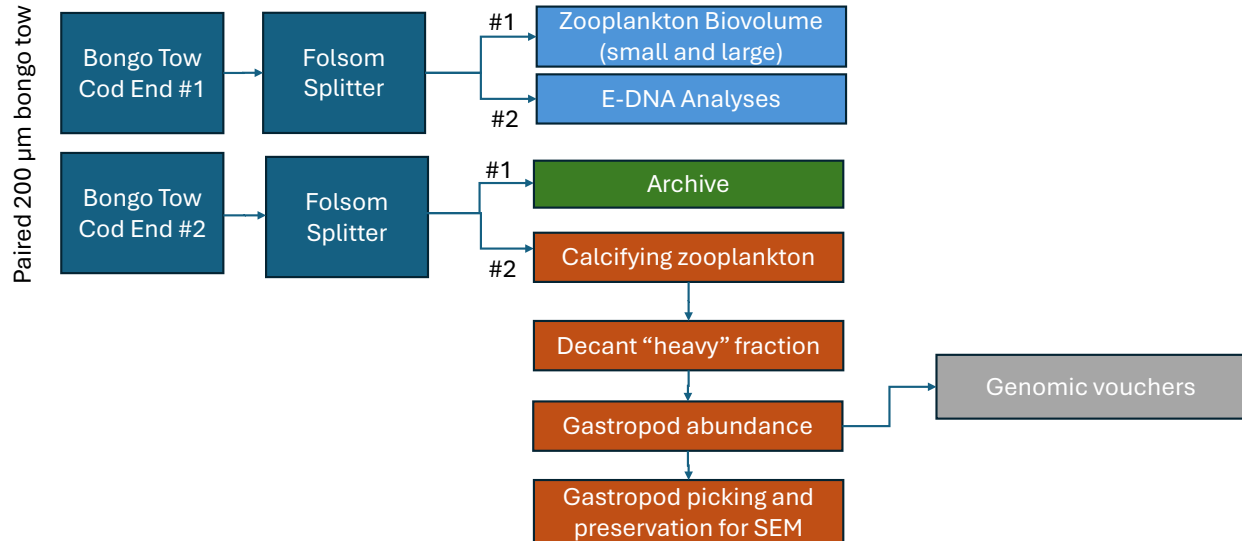 Paired 200 µm bongo tow
Bongo Tow
Cod End #1
Folsom
Splitter
#1
Zooplankton Biovolume
(small and large)
#2
E-DNA Analyses
Bongo Tow
Cod End #2
Folsom
Splitter
#1
Archive
#2
Calcifying zooplankton
Decant “heavy” fraction
Gastropod abundance
Genomic vouchers
Gastropod picking and
preservation for SEM